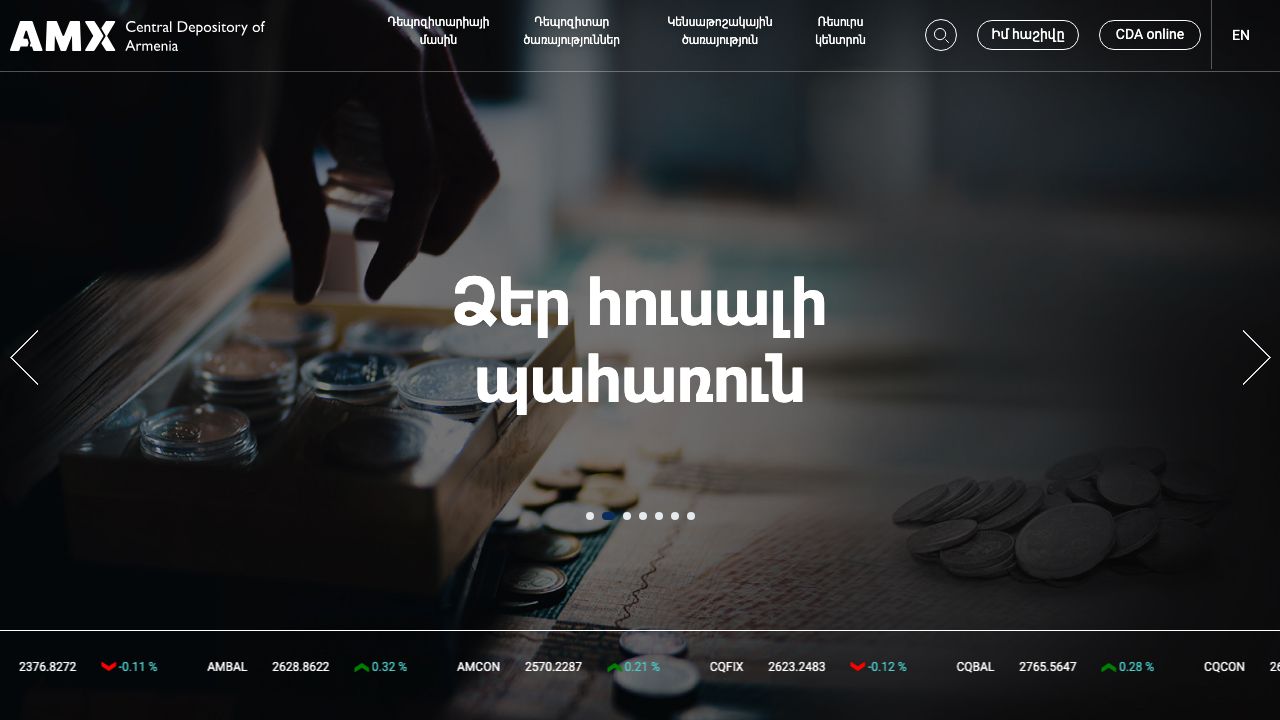 AMX
Central Depository of
Armenia
Դեպոզիտարիայի
մասին
Դեպոզիտար
ծառայություններ
Կենսաթոշակային
ծառայություն
Ռեսուրս
կենտրոն
Իմ հաշիվը
CDA online
EN
Ձեր հուսալի
պահառուն
2376.8272 -0.11 % AMBAL 2628.8622 0.32 % AMCON 2570.2287 0.21 % CQFIX 2623.2483 -0.12 % CQBAL 2765.5647 0.28 % CQCON